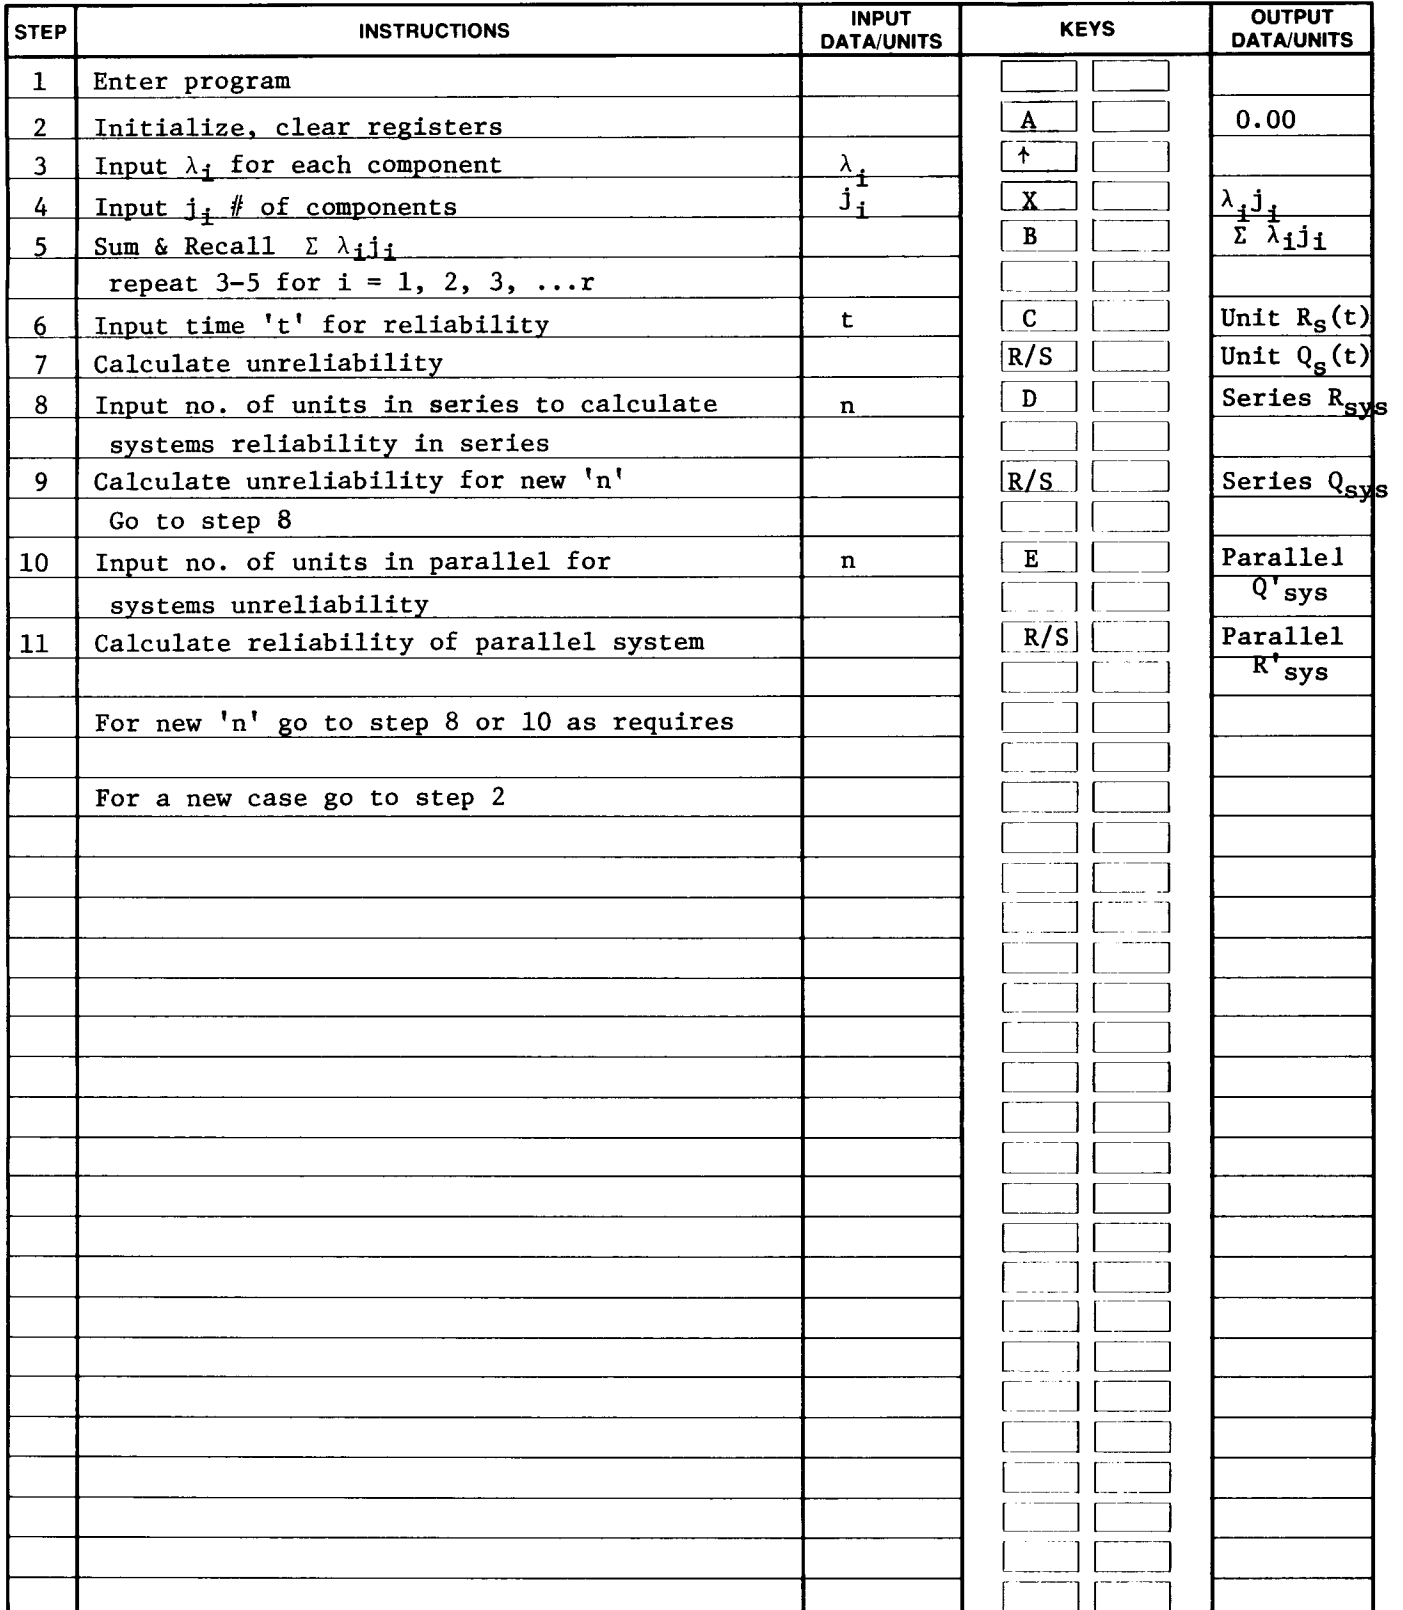 STEP INSTRUCTIONS INPUT DATA/UNITS KEYS OUTPUT DATA/UNITS
1 Enter program
2 Initialize, clear registers A 0.00
3 Input λi for each component λi ↑
4 Input ji # of components ji X λiji
5 Sum & Recall Σ λiji B Σ λiji
repeat 3-5 for i = 1, 2, 3, ...r
6 Input time 't' for reliability t C Unit Rs(t)
7 Calculate unreliability R/S Unit Qs(t)
8 Input no. of units in series to calculate n D Series Rsys
systems reliability in series
9 Calculate unreliability for new 'n' R/S Series Qsys
Go to step 8
10 Input no. of units in parallel for n E Parallel
systems unreliability Q'sys
11 Calculate reliability of parallel system R/S Parallel
R'sys
For new 'n' go to step 8 or 10 as requires
For a new case go to step 2